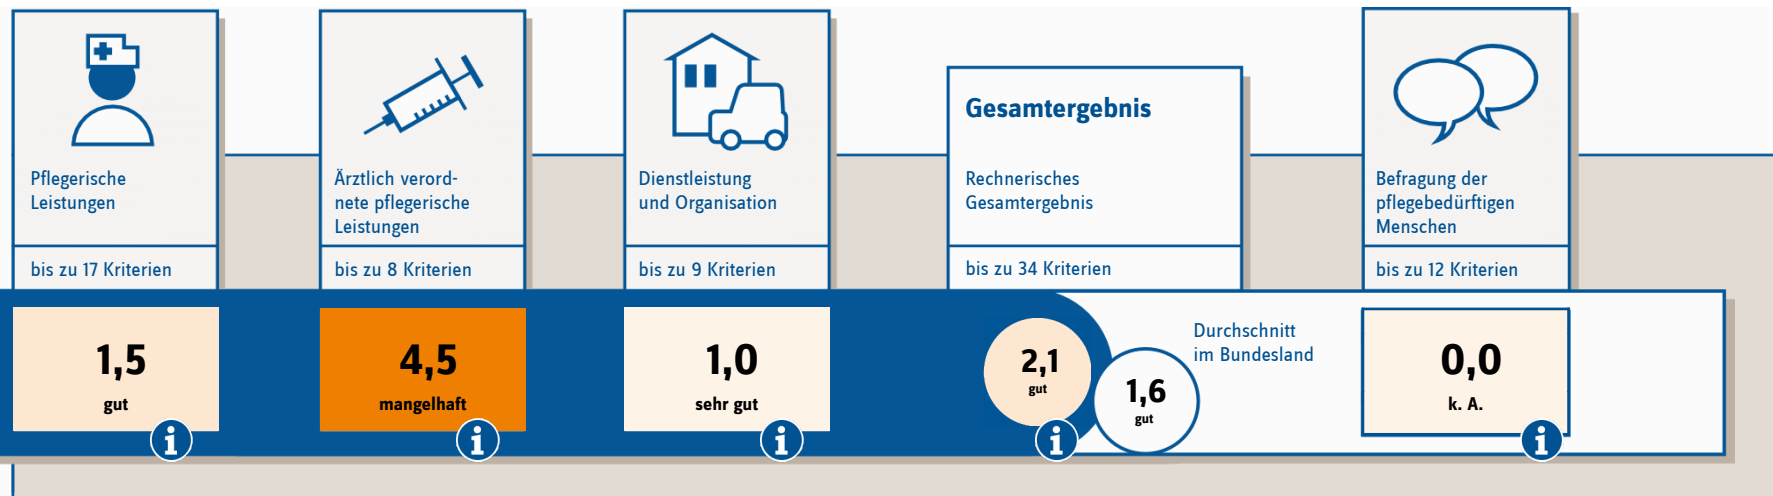 Pflegerische
Leistungen
bis zu 17 Kriterien
1,5
gut
i
Ärztlich verord-
nete pflegerische
Leistungen
bis zu 8 Kriterien
4,5
mangelhaft
i
Dienstleistung
und Organisation
bis zu 9 Kriterien
1,0
sehr gut
i
Gesamtergebnis
Rechnerisches
Gesamtergebnis
bis zu 34 Kriterien
2,1
gut
i
1,6
gut
Durchschnitt
im Bundesland
Befragung der
pflegebedürftigen
Menschen
bis zu 12 Kriterien
0,0
k. A.
i